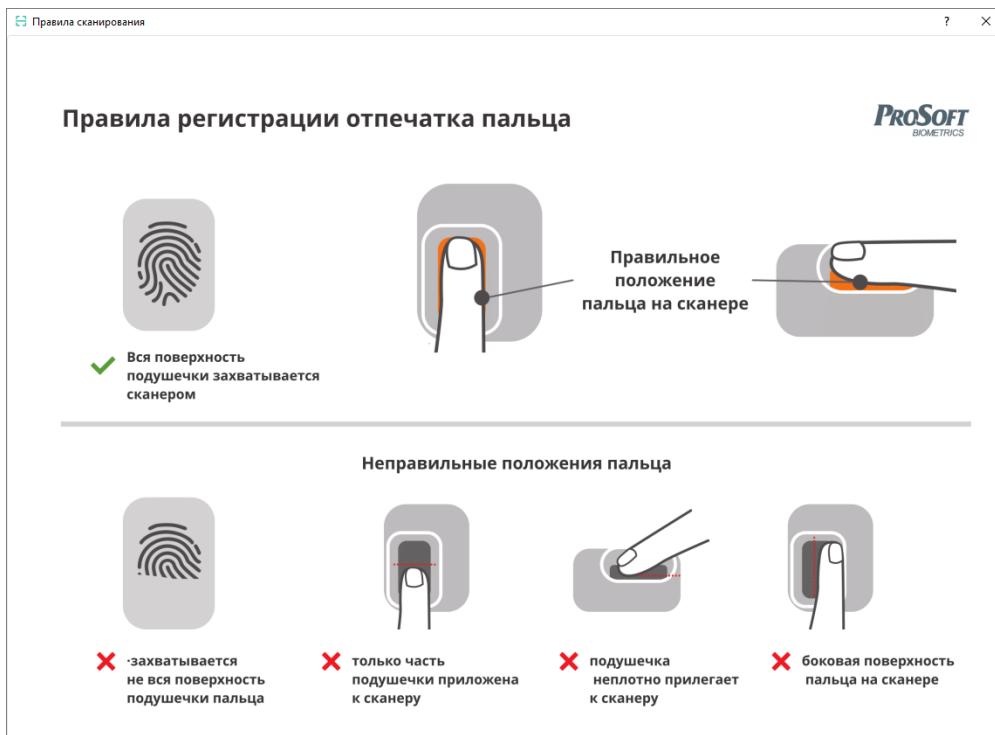 Правила сканирования
?
Правила регистрации отпечатка пальца
PROSOFT
BIOMETRICS
Правильное
положение
пальца на сканере
Вся поверхность
подушечки захватывается
сканером
Неправильные положения пальца
·захватывается
не вся поверхность
подушечки пальца
только часть
подушечки приложена
к сканеру
подушечка
неплотно прилегает
к сканеру
боковая поверхность
пальца на сканере